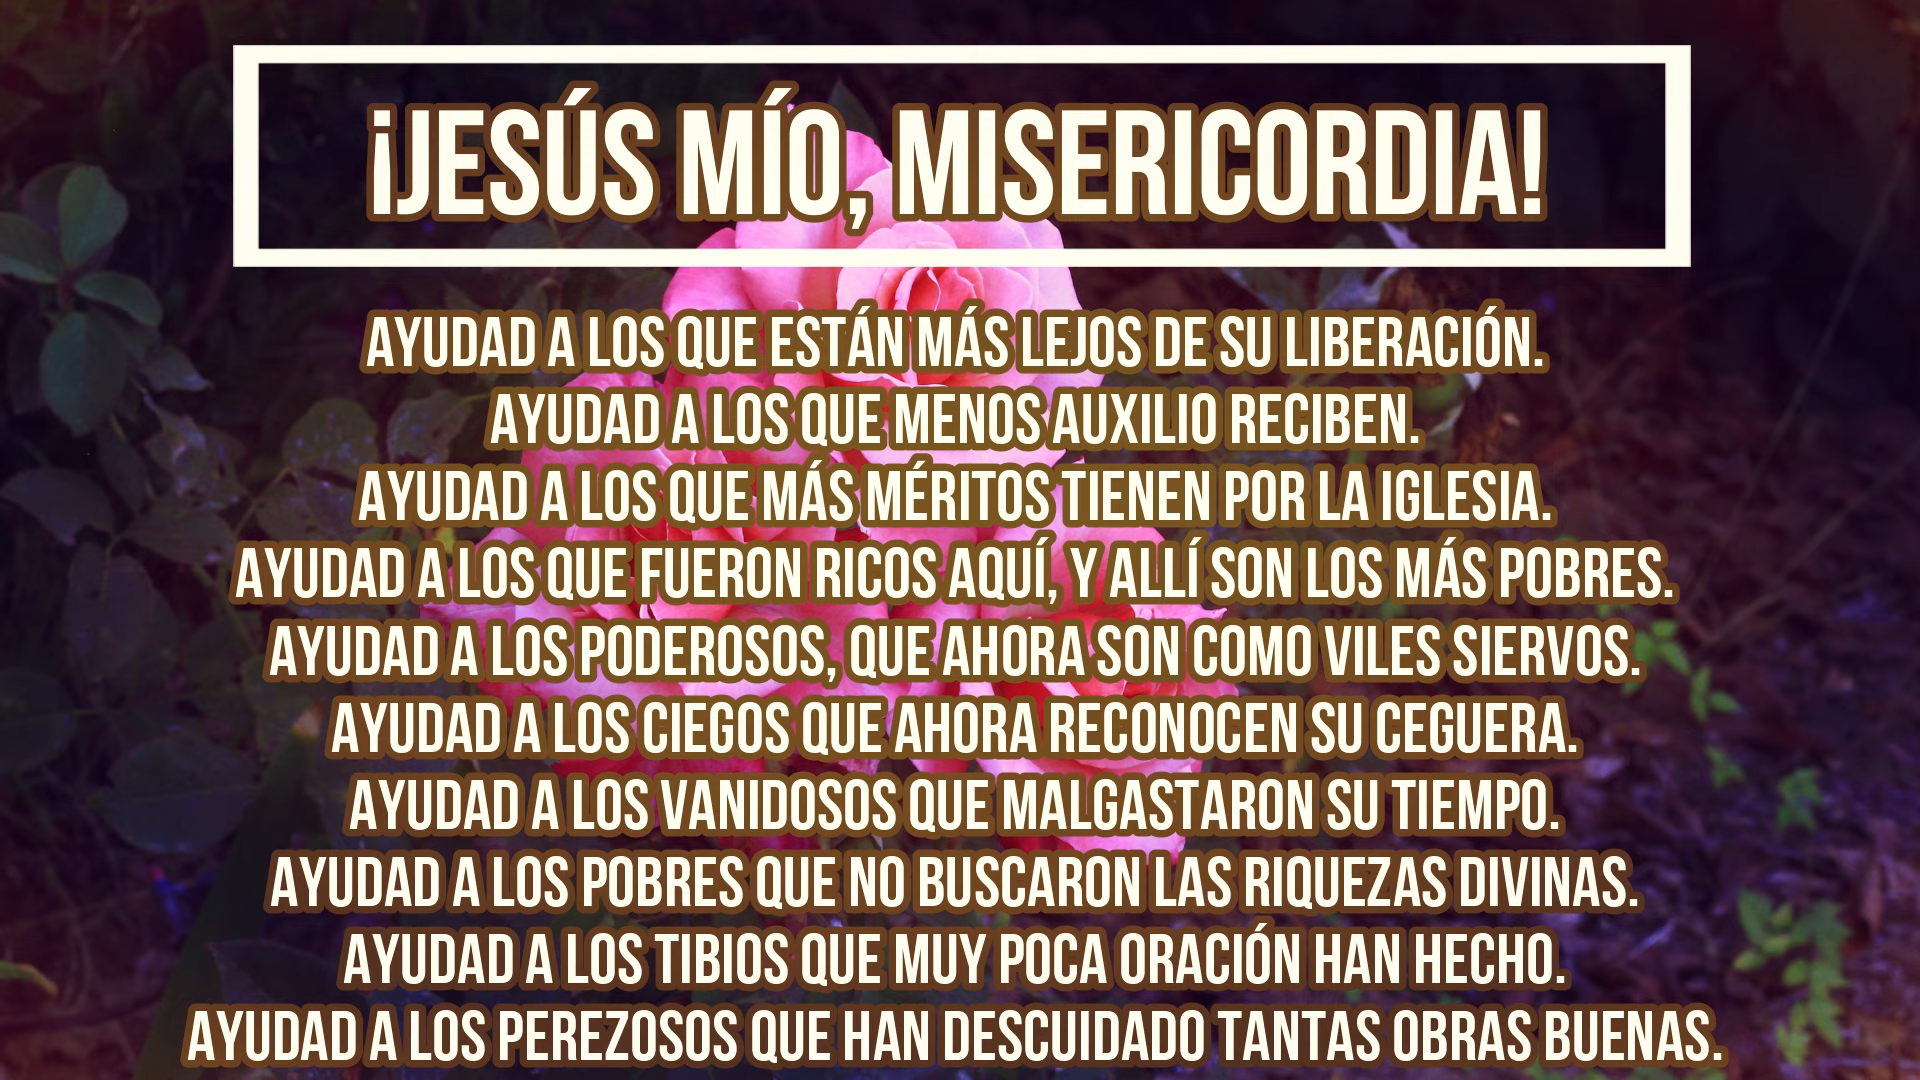 ¡JESÚS MÍO, MISERICORDIA!
AYUDAD A LOS QUE ESTÁN MÁS LEJOS DE SU LIBERACIÓN.
AYUDAD A LOS QUE MENOS AUXILIO RECIBEN.
AYUDAD A LOS QUE MÁS MÉRITOS TIENEN POR LA IGLESIA.
AYUDAD A LOS QUE FUERON RICOS AQUÍ, Y ALLÍ SON LOS MÁS POBRES.
AYUDAD A LOS PODEROSOS, QUE AHORA SON COMO VILES SIERVOS.
AYUDAD A LOS CIEGOS QUE AHORA RECONOCEN SU CEGUERA.
AYUDAD A LOS VANIDOSOS QUE MALGASTARON SU TIEMPO.
AYUDAD A LOS POBRES QUE NO BUSCARON LAS RIQUEZAS DIVINAS.
AYUDAD A LOS TIBIOS QUE MUY POCA ORACIÓN HAN HECHO.
AYUDAD A LOS PEREZOSOS QUE HAN DESCUIDADO TANTAS OBRAS BUENAS.